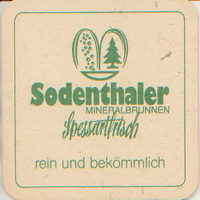 Sodenthaler
MINERALBRUNNEN
Spessartfrisch
rein und bekömmlich